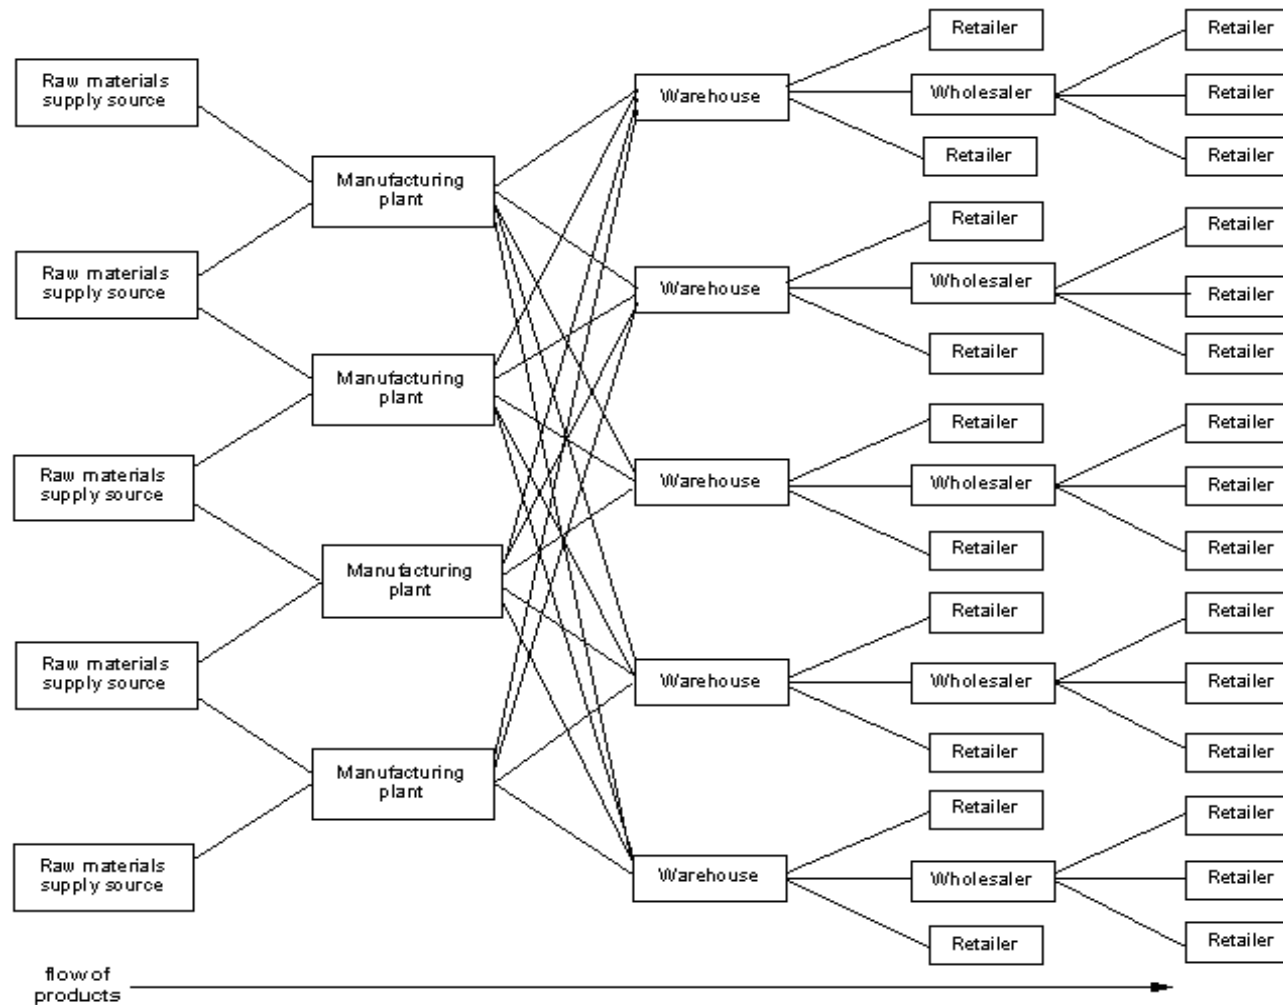 Retailer
Retailer
Raw materials
supply source
Warehouse
Wholesaler
Retailer
Retailer
Retailer
Manufacturing
plant
Retailer
Retailer
Raw materials
supply source
Warehouse
Wholesaler
Retailer
Retailer
Retailer
Manufacturing
plant
Retailer
Retailer
Raw materials
supply source
Warehouse
Wholesaler
Retailer
Retailer
Retailer
Manufacturing
plant
Retailer
Retailer
Raw materials
supply source
Warehouse
Wholesaler
Retailer
Retailer
Retailer
Manufacturing
plant
Retailer
Retailer
Raw materials
supply source
Warehouse
Wholesaler
Retailer
Retailer
Retailer
flow of
products